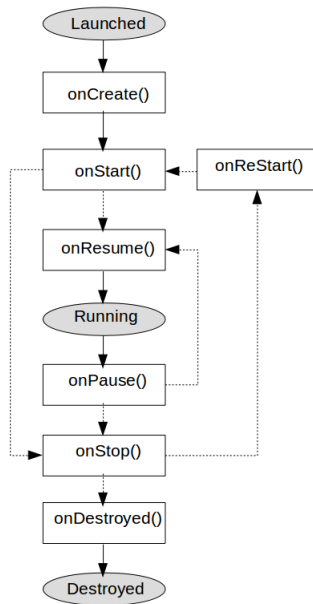 Launched
onCreate()
onStart()
onReStart()
onResume()
Running
onPause()
onStop()
onDestroyed()
Destroyed